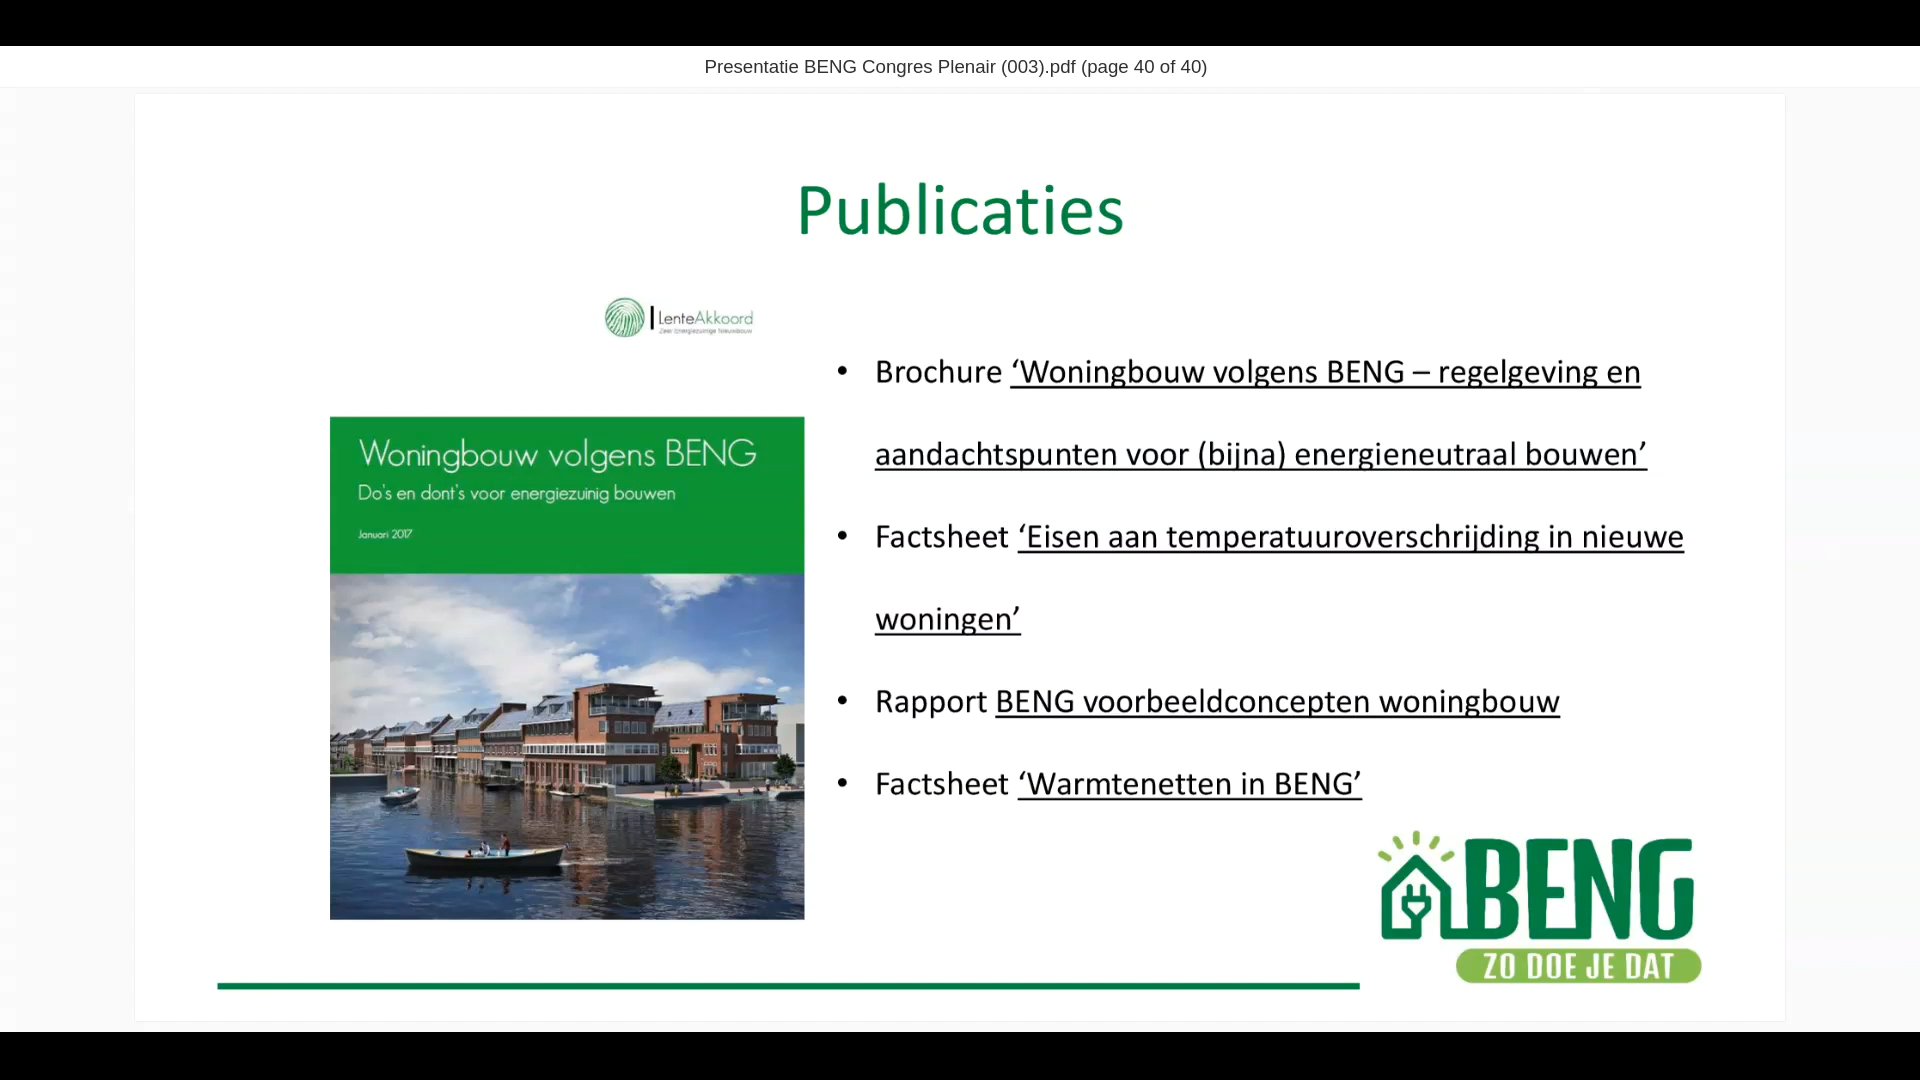 Presentatie BENG Congres Plenair (003).pdf (page 40 of 40)
Publicaties
LenteAkkoord
Zeer Energiezuinige Nieuwbouw
Woningbouw volgens BENG
Do's en dont's voor energiezuinig bouwen
Januari 2017
• Brochure ‘Woningbouw volgens BENG – regelgeving en
aandachtspunten voor (bijna) energieneutraal bouwen’
• Factsheet ‘Eisen aan temperatuuroverschrijding in nieuwe
woningen’
• Rapport BENG voorbeeldconcepten woningbouw
• Factsheet ‘Warmtenetten in BENG’
BENG
ZO DOE JE DAT